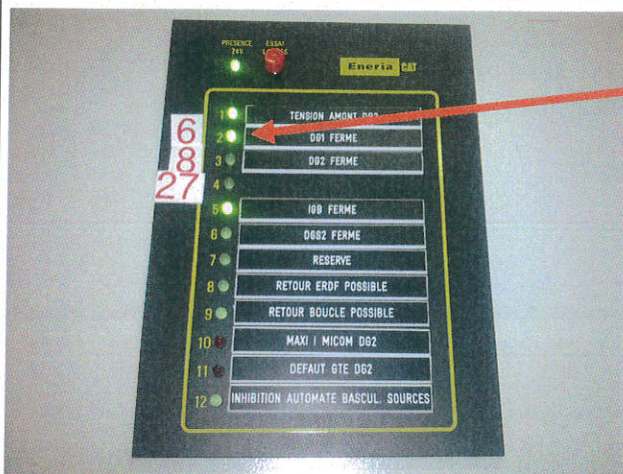 PRESENCE ESSAI
24V LAMPE
Eneria CAT
1 TENSION AMONT DG2
6 2 DG1 FERME
8 3 DG2 FERME
27 4
5 IGB FERME
6 DGS2 FERME
7 RESERVE
8 RETOUR ERDF POSSIBLE
9 RETOUR BOUCLE POSSIBLE
10 MAXI I MICOM DG2
11 DEFAUT GTE DG2
12 INHIBITION AUTOMATE BASCUL. SOURCES